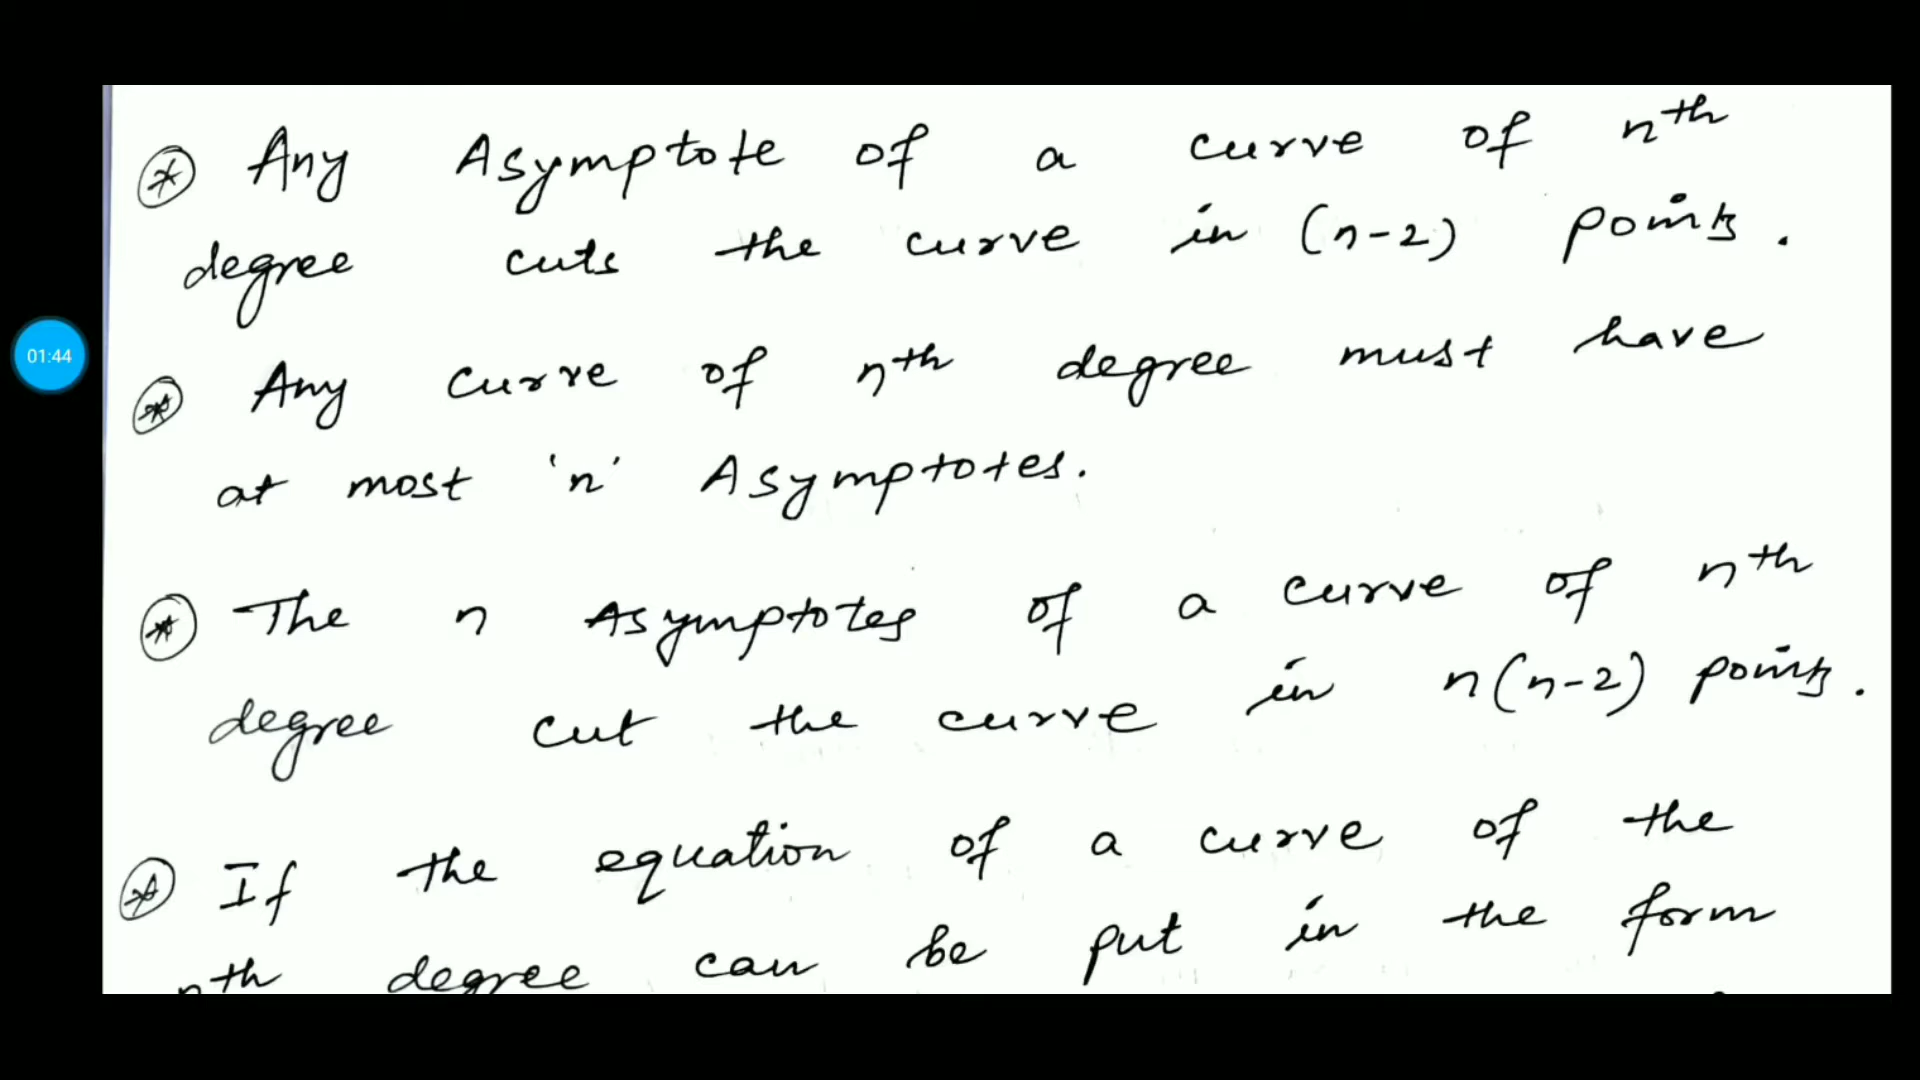 Any Asymptote of a curve of nth
degree cuts the curve in (n-2) points.
01:44
Any curve of nth degree must have
at most 'n' Asymptotes.
The n Asymptotes of a curve of nth
degree cut the curve in n(n-2) points.
If the equation of a curve of the
nth degree can be put in the form